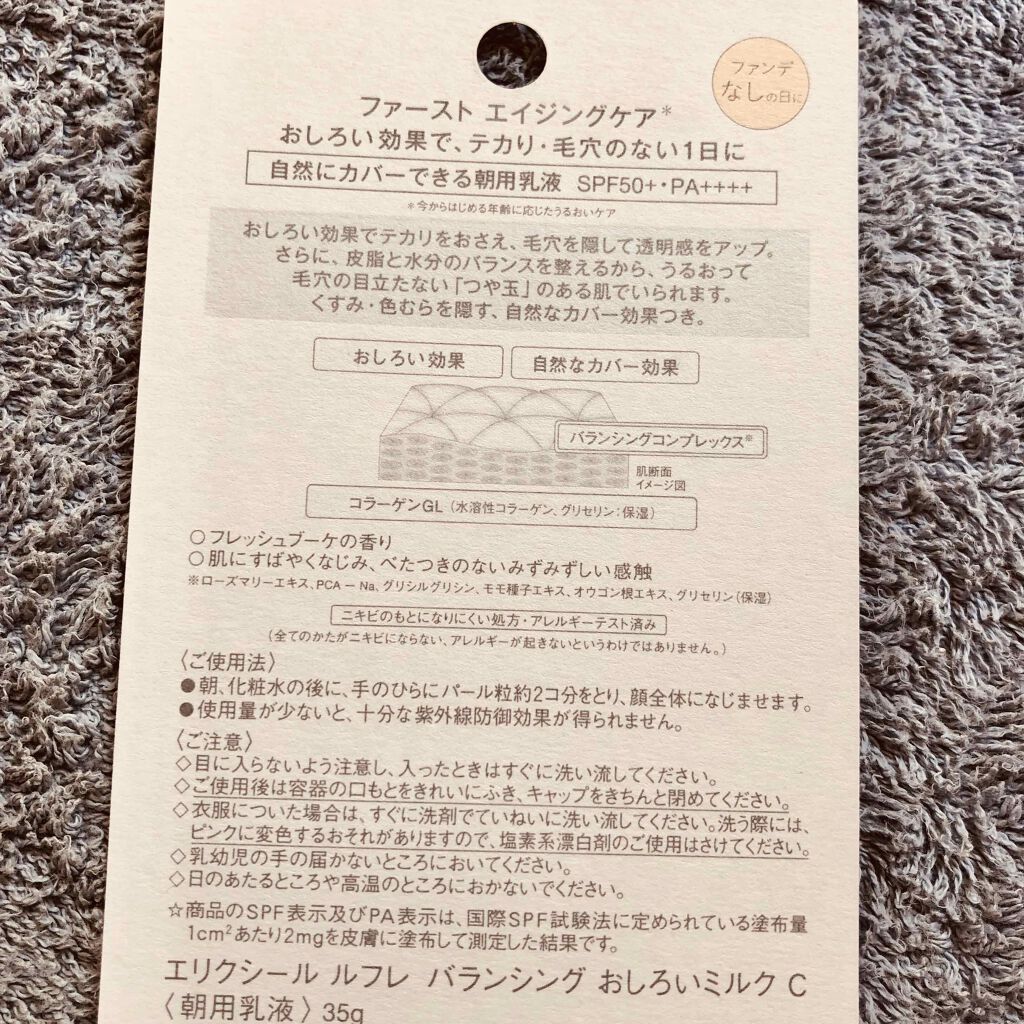 ファンデ
なしの日に
ファースト エイジングケア*
おしろい効果で、テカリ・毛穴のない1日に
自然にカバーできる朝用乳液 SPF50+・PA++++
*今からはじめる年齢に応じたうるおいケア
おしろい効果でテカリをおさえ、毛穴を隠して透明感をアップ。
さらに、皮脂と水分のバランスを整えるから、うるおって
毛穴の目立たない「つや玉」のある肌でいられます。
くすみ・色むらを隠す、自然なカバー効果つき。
おしろい効果
自然なカバー効果
バランシングコンプレックス※
肌断面
イメージ図
コラーゲンGL（水溶性コラーゲン、グリセリン：保湿）
○フレッシュブーケの香り
○肌にすばやくなじみ、べたつきのないみずみずしい感触
※ローズマリーエキス、PCA－Na、グリシルグリシン、モモ種子エキス、オウゴン根エキス、グリセリン（保湿）
ニキビのもとになりにくい処方・アレルギーテスト済み
（全てのかたがニキビにならない、アレルギーが起きないというわけではありません。）
〈ご使用法〉
●朝、化粧水の後に、手のひらにパール粒約2コ分をとり、顔全体になじませます。
●使用量が少ないと、十分な紫外線防御効果が得られません。
〈ご注意〉
◇目に入らないよう注意し、入ったときはすぐに洗い流してください。
◇ご使用後は容器の口もとをきれいにふき、キャップをきちんと閉めてください。
◇衣服についた場合は、すぐに洗剤でていねいに洗い流してください。洗う際には、
ピンクに変色するおそれがありますので、塩素系漂白剤のご使用はさけてください。
◇乳幼児の手の届かないところにおいてください。
◇日のあたるところや高温のところにおかないでください。
☆商品のSPF表示及びPA表示は、国際SPF試験法に定められている塗布量
1cm²あたり2mgを皮膚に塗布して測定した結果です。
エリクシール ルフレ バランシング おしろいミルク C
〈朝用乳液〉35g